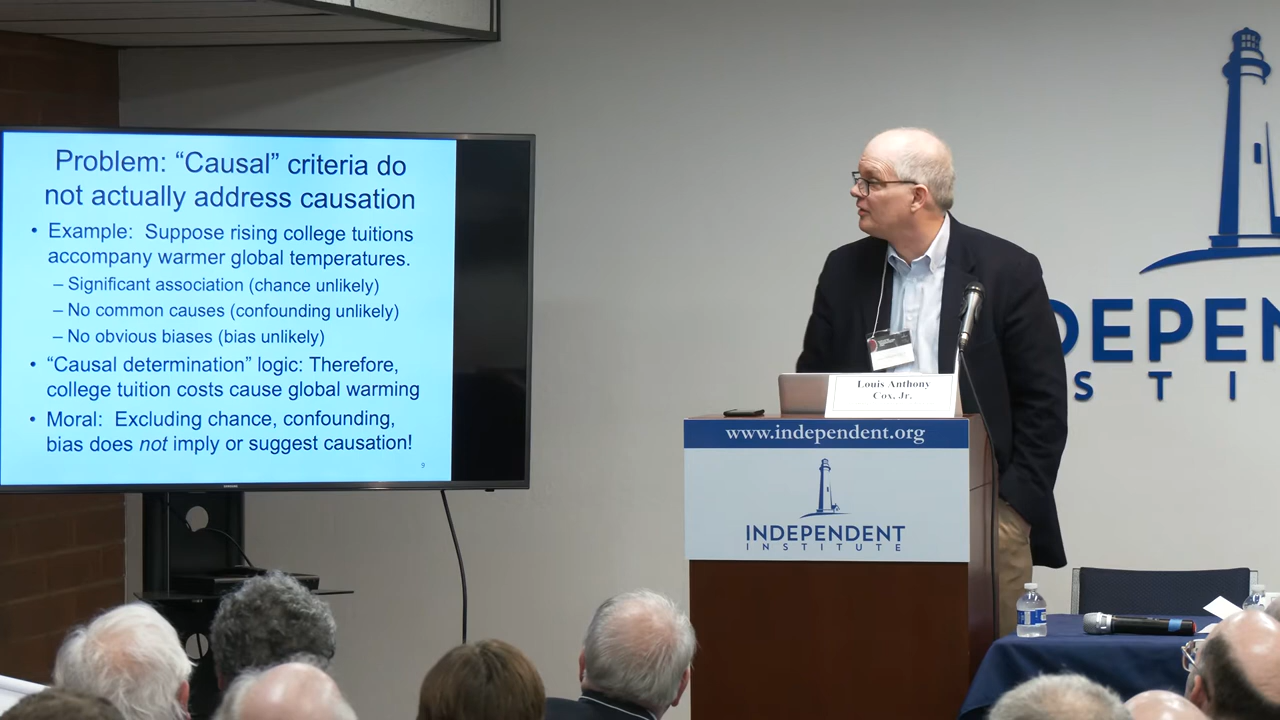 Problem: “Causal” criteria do
not actually address causation
• Example: Suppose rising college tuitions
accompany warmer global temperatures.
– Significant association (chance unlikely)
– No common causes (confounding unlikely)
– No obvious biases (bias unlikely)
• “Causal determination” logic: Therefore,
college tuition costs cause global warming
• Moral: Excluding chance, confounding,
bias does not imply or suggest causation!
9
Louis Anthony
Cox, Jr.
www.independent.org
INDEPENDENT
INSTITUTE
DEPEN
STI